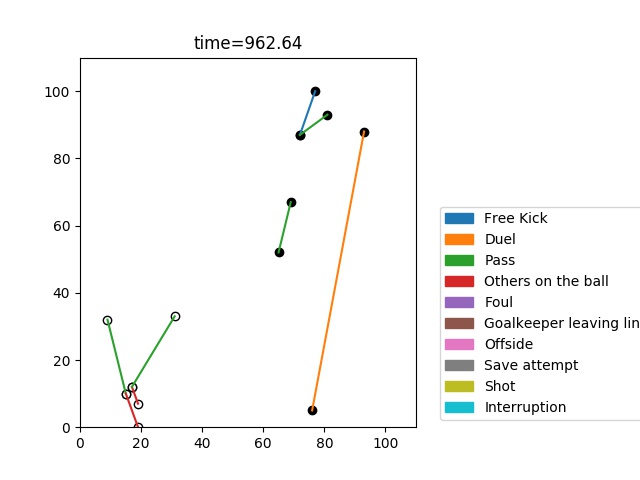 time=962.64
100
80
60
40
20
0
0 20 40 60 80 100
Free Kick
Duel
Pass
Others on the ball
Foul
Goalkeeper leaving lin
Offside
Save attempt
Shot
Interruption